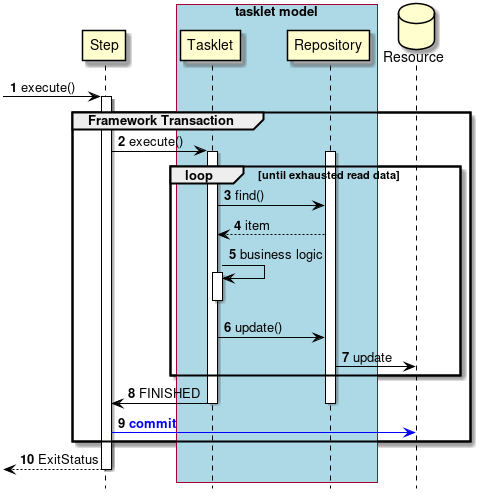 tasklet model
Step
Tasklet
Repository
Resource
1 execute()
Framework Transaction
2 execute()
loop
[until exhausted read data]
3 find()
4 item
5 business logic
6 update()
7 update
8 FINISHED
9 commit
10 ExitStatus